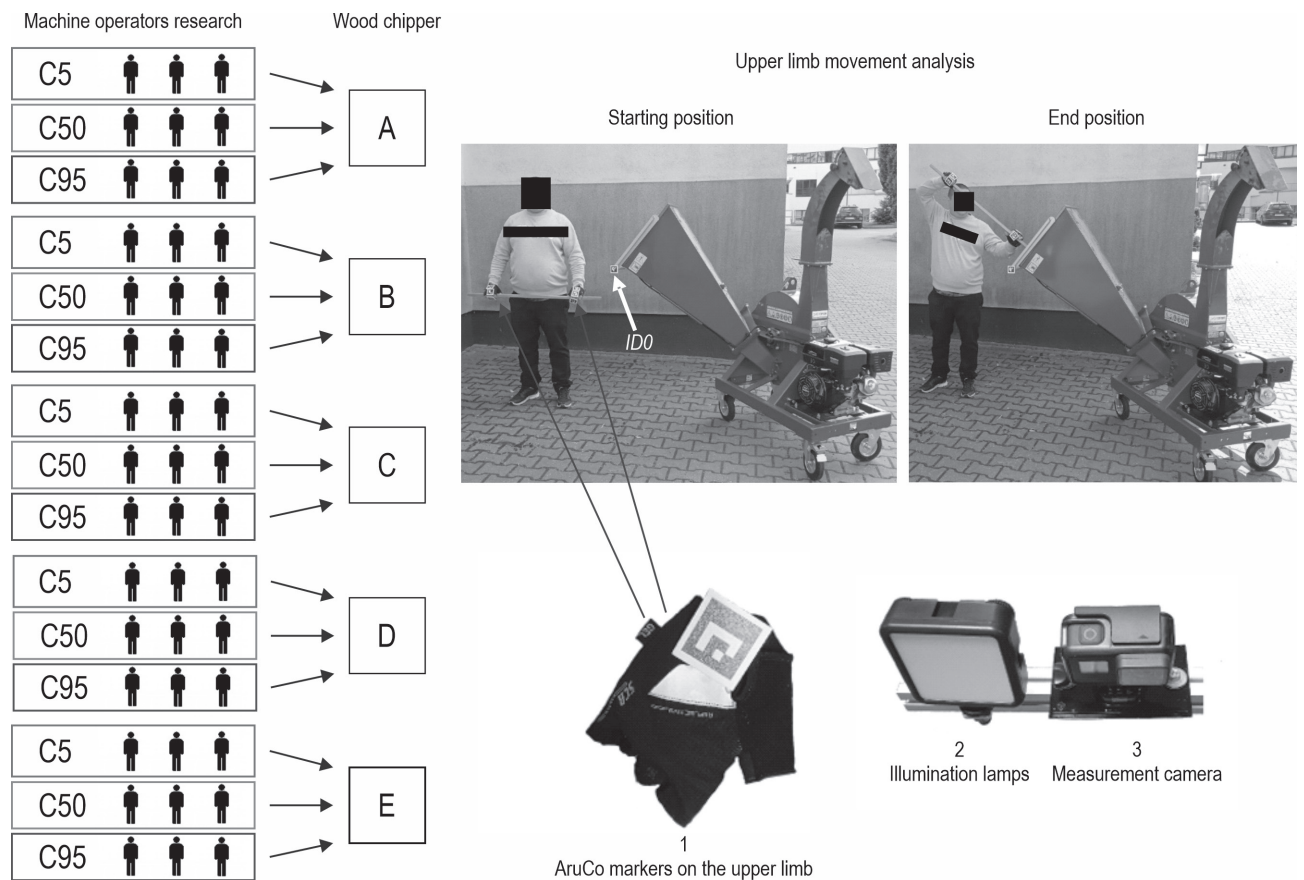 Machine operators research
Wood chipper
C5
C50
C95
A
C5
C50
C95
B
C5
C50
C95
C
C5
C50
C95
D
C5
C50
C95
E
Upper limb movement analysis
Starting position
End position
ID0
1
AruCo markers on the upper limb
2
Illumination lamps
3
Measurement camera